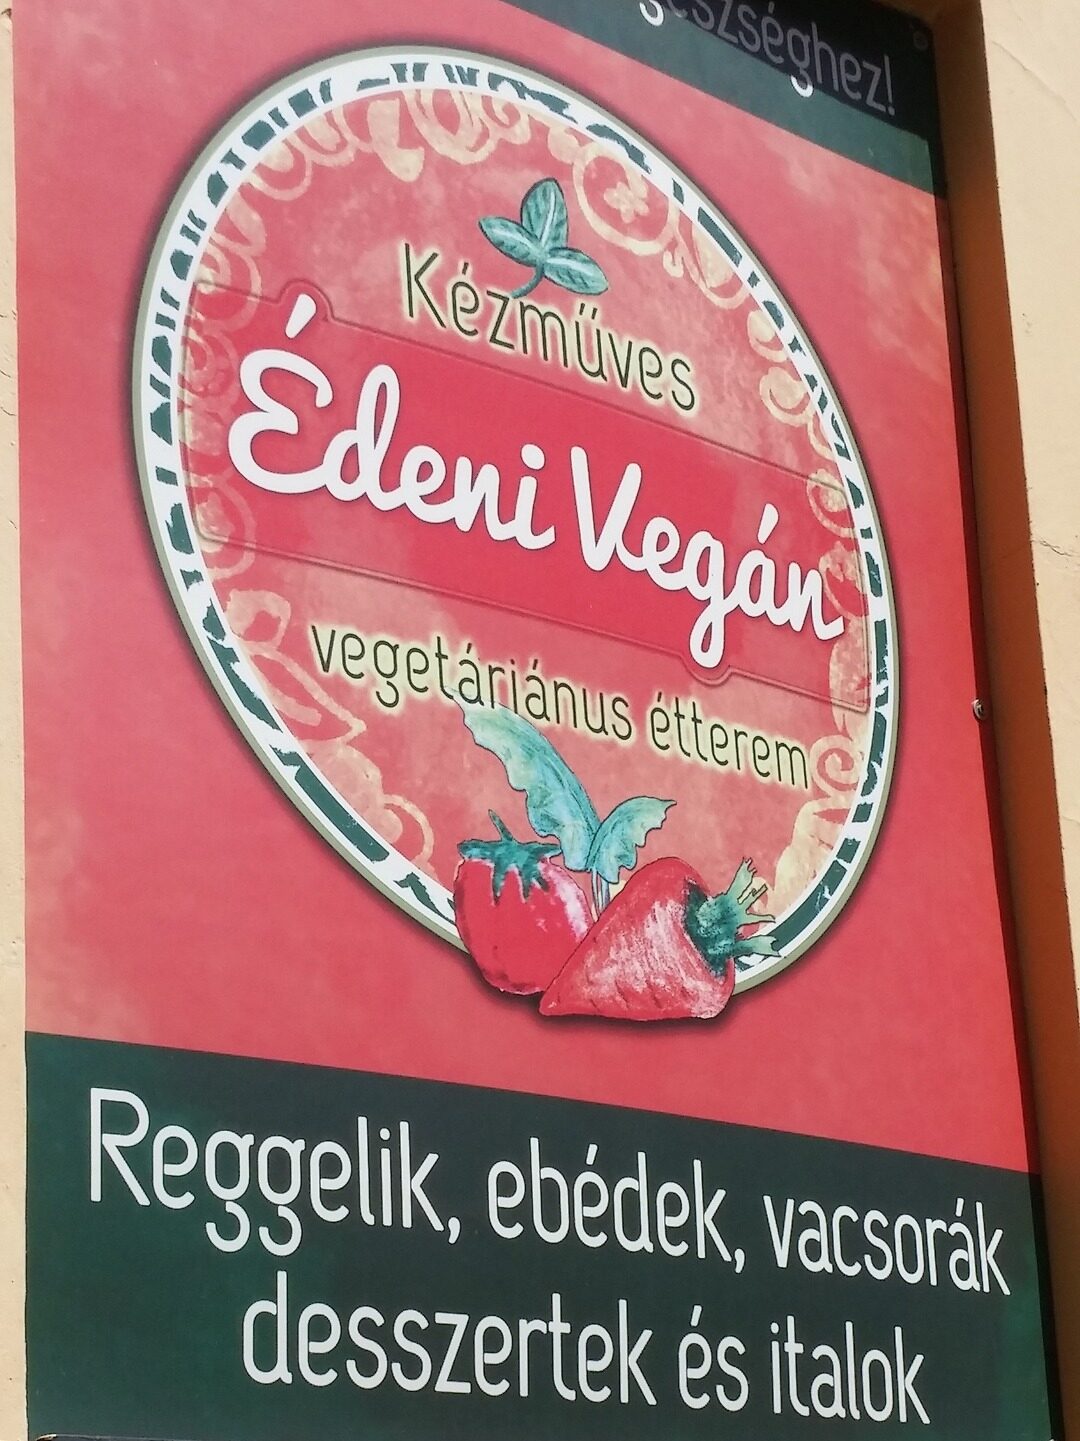 Kézműves
Édeni Vegán
vegetáriánus étterem
Reggelik, ebédek, vacsorák
desszertek és italok